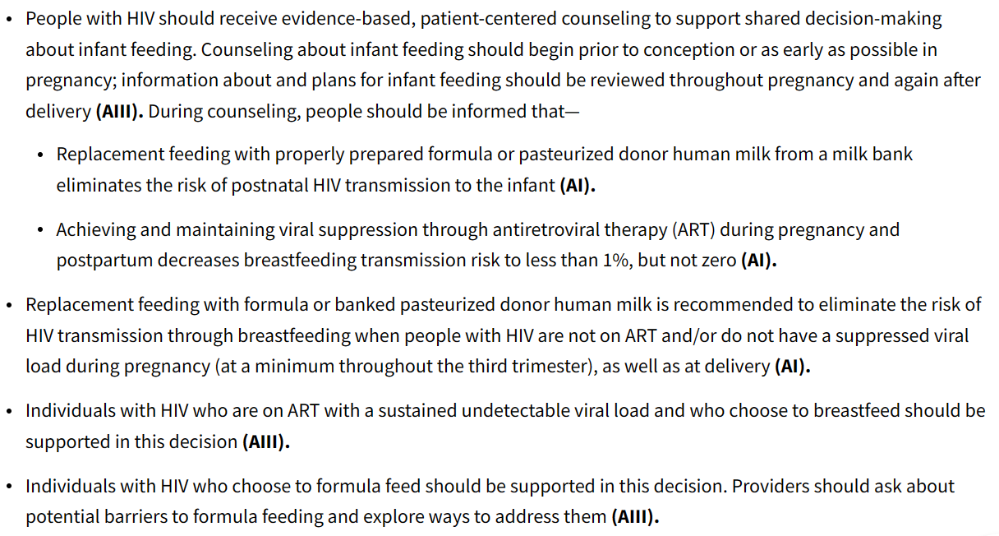 • People with HIV should receive evidence-based, patient-centered counseling to support shared decision-making
about infant feeding. Counseling about infant feeding should begin prior to conception or as early as possible in
pregnancy; information about and plans for infant feeding should be reviewed throughout pregnancy and again after
delivery (AIII). During counseling, people should be informed that—
• Replacement feeding with properly prepared formula or pasteurized donor human milk from a milk bank
eliminates the risk of postnatal HIV transmission to the infant (AI).
• Achieving and maintaining viral suppression through antiretroviral therapy (ART) during pregnancy and
postpartum decreases breastfeeding transmission risk to less than 1%, but not zero (AI).
• Replacement feeding with formula or banked pasteurized donor human milk is recommended to eliminate the risk of
HIV transmission through breastfeeding when people with HIV are not on ART and/or do not have a suppressed viral
load during pregnancy (at a minimum throughout the third trimester), as well as at delivery (AI).
• Individuals with HIV who are on ART with a sustained undetectable viral load and who choose to breastfeed should be
supported in this decision (AIII).
• Individuals with HIV who choose to formula feed should be supported in this decision. Providers should ask about
potential barriers to formula feeding and explore ways to address them (AIII).